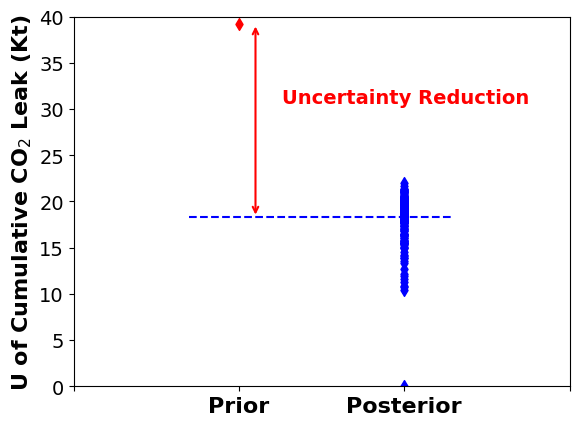 U of Cumulative CO₂ Leak (Kt)
40
35
30
25
20
15
10
5
0
Uncertainty Reduction
Prior
Posterior